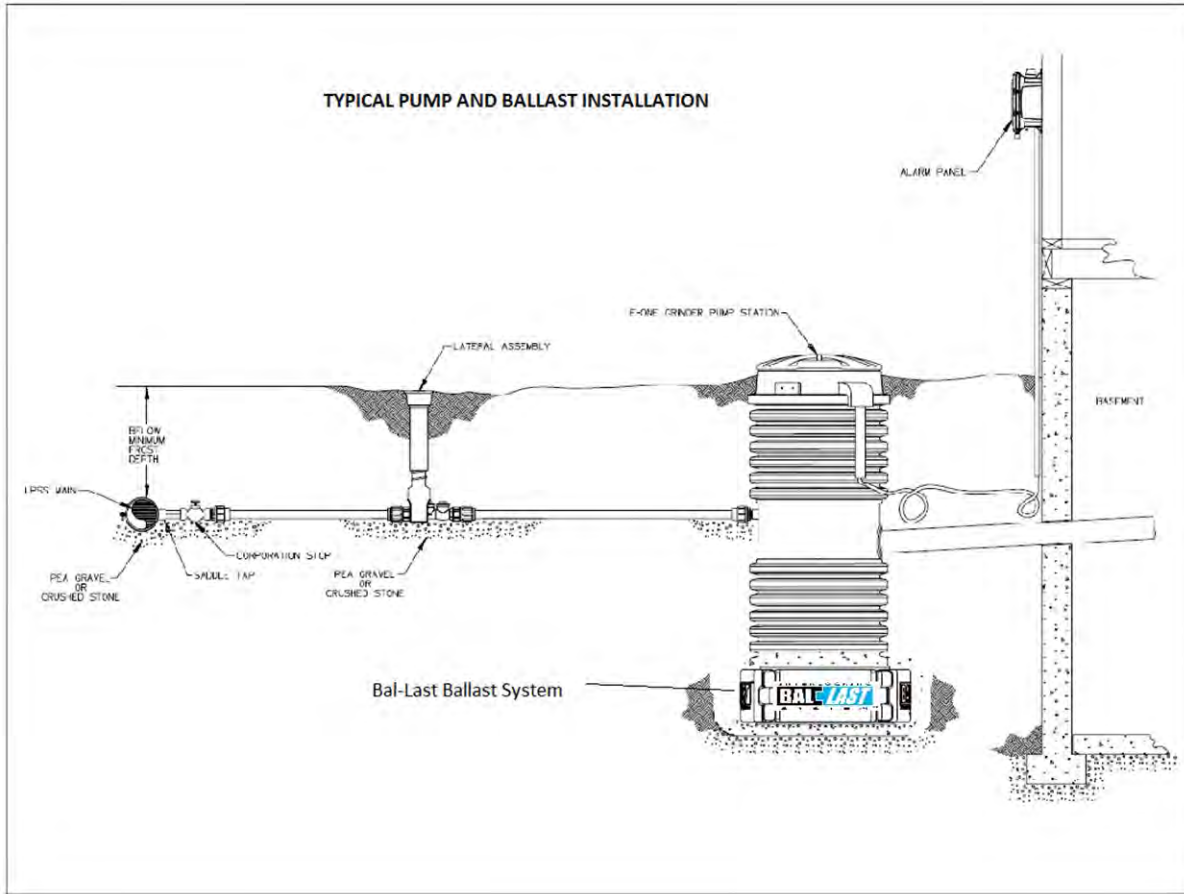 TYPICAL PUMP AND BALLAST INSTALLATION
ALARM PANEL
E-ONE GRINDER PUMP STATION
LATERAL ASSEMBLY
BASEMENT
BELOW
MINIMUM
FROST
DEPTH
LPSS MAIN
CORPORATION STOP
SADDLE TAP
PEA GRAVEL
OR
CRUSHED STONE
PEA GRAVEL
OR
CRUSHED STONE
Bal-Last Ballast System
BAL-LAST